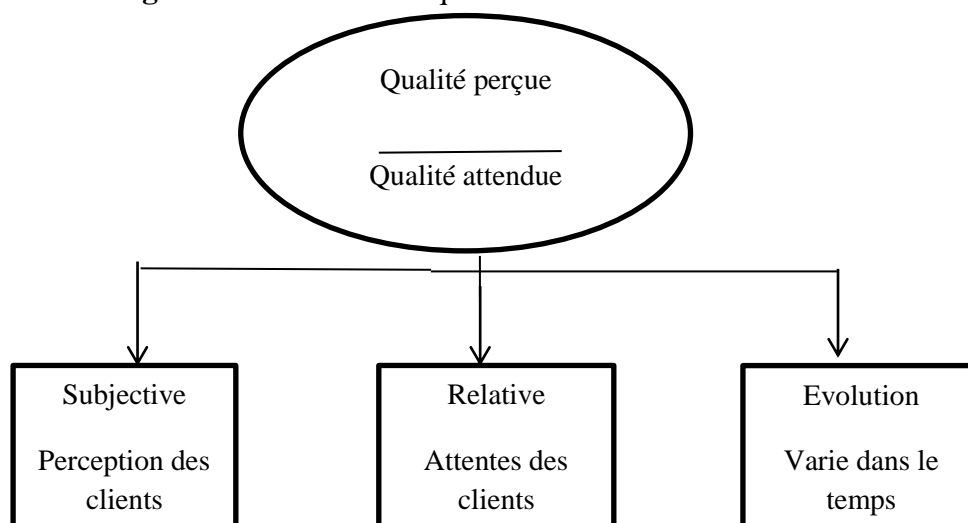 Qualité perçue
Qualité attendue
Subjective
Perception des
clients
Relative
Attentes des
clients
Evolution
Varie dans le
temps